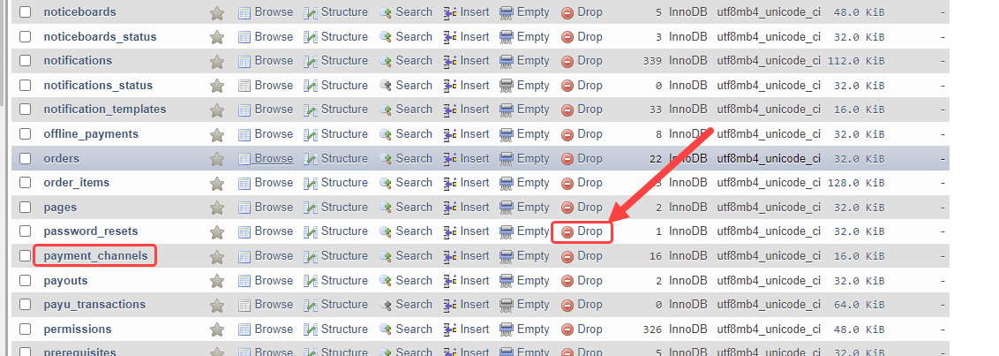 noticeboards Browse Structure Search Insert Empty Drop 5 InnoDB utf8mb4_unicode_ci 48.0 KiB -
noticeboards_status Browse Structure Search Insert Empty Drop 3 InnoDB utf8mb4_unicode_ci 32.0 KiB -
notifications Browse Structure Search Insert Empty Drop 339 InnoDB utf8mb4_unicode_ci 112.0 KiB -
notifications_status Browse Structure Search Insert Empty Drop 0 InnoDB utf8mb4_unicode_ci 32.0 KiB -
notification_templates Browse Structure Search Insert Empty Drop 33 InnoDB utf8mb4_unicode_ci 16.0 KiB -
offline_payments Browse Structure Search Insert Empty Drop 8 InnoDB utf8mb4_unicode_ci 32.0 KiB -
orders Browse Structure Search Insert Empty Drop 22 InnoDB utf8mb4_unicode_ci 32.0 KiB -
order_items Browse Structure Search Insert Empty Drop InnoDB utf8mb4_unicode_ci 128.0 KiB -
pages Browse Structure Search Insert Empty Drop 2 InnoDB utf8mb4_unicode_ci 32.0 KiB -
password_resets Browse Structure Search Insert Empty Drop 1 InnoDB utf8mb4_unicode_ci 32.0 KiB -
payment_channels Browse Structure Search Insert Empty Drop 16 InnoDB utf8mb4_unicode_ci 16.0 KiB -
payouts Browse Structure Search Insert Empty Drop 2 InnoDB utf8mb4_unicode_ci 32.0 KiB -
payu_transactions Browse Structure Search Insert Empty Drop 0 InnoDB utf8mb4_unicode_ci 64.0 KiB -
permissions Browse Structure Search Insert Empty Drop 326 InnoDB utf8mb4_unicode_ci 48.0 KiB -
prerequisites Browse Structure Search Insert Empty Drop 5 InnoDB utf8mb4_unicode_ci 32.0 KiB -